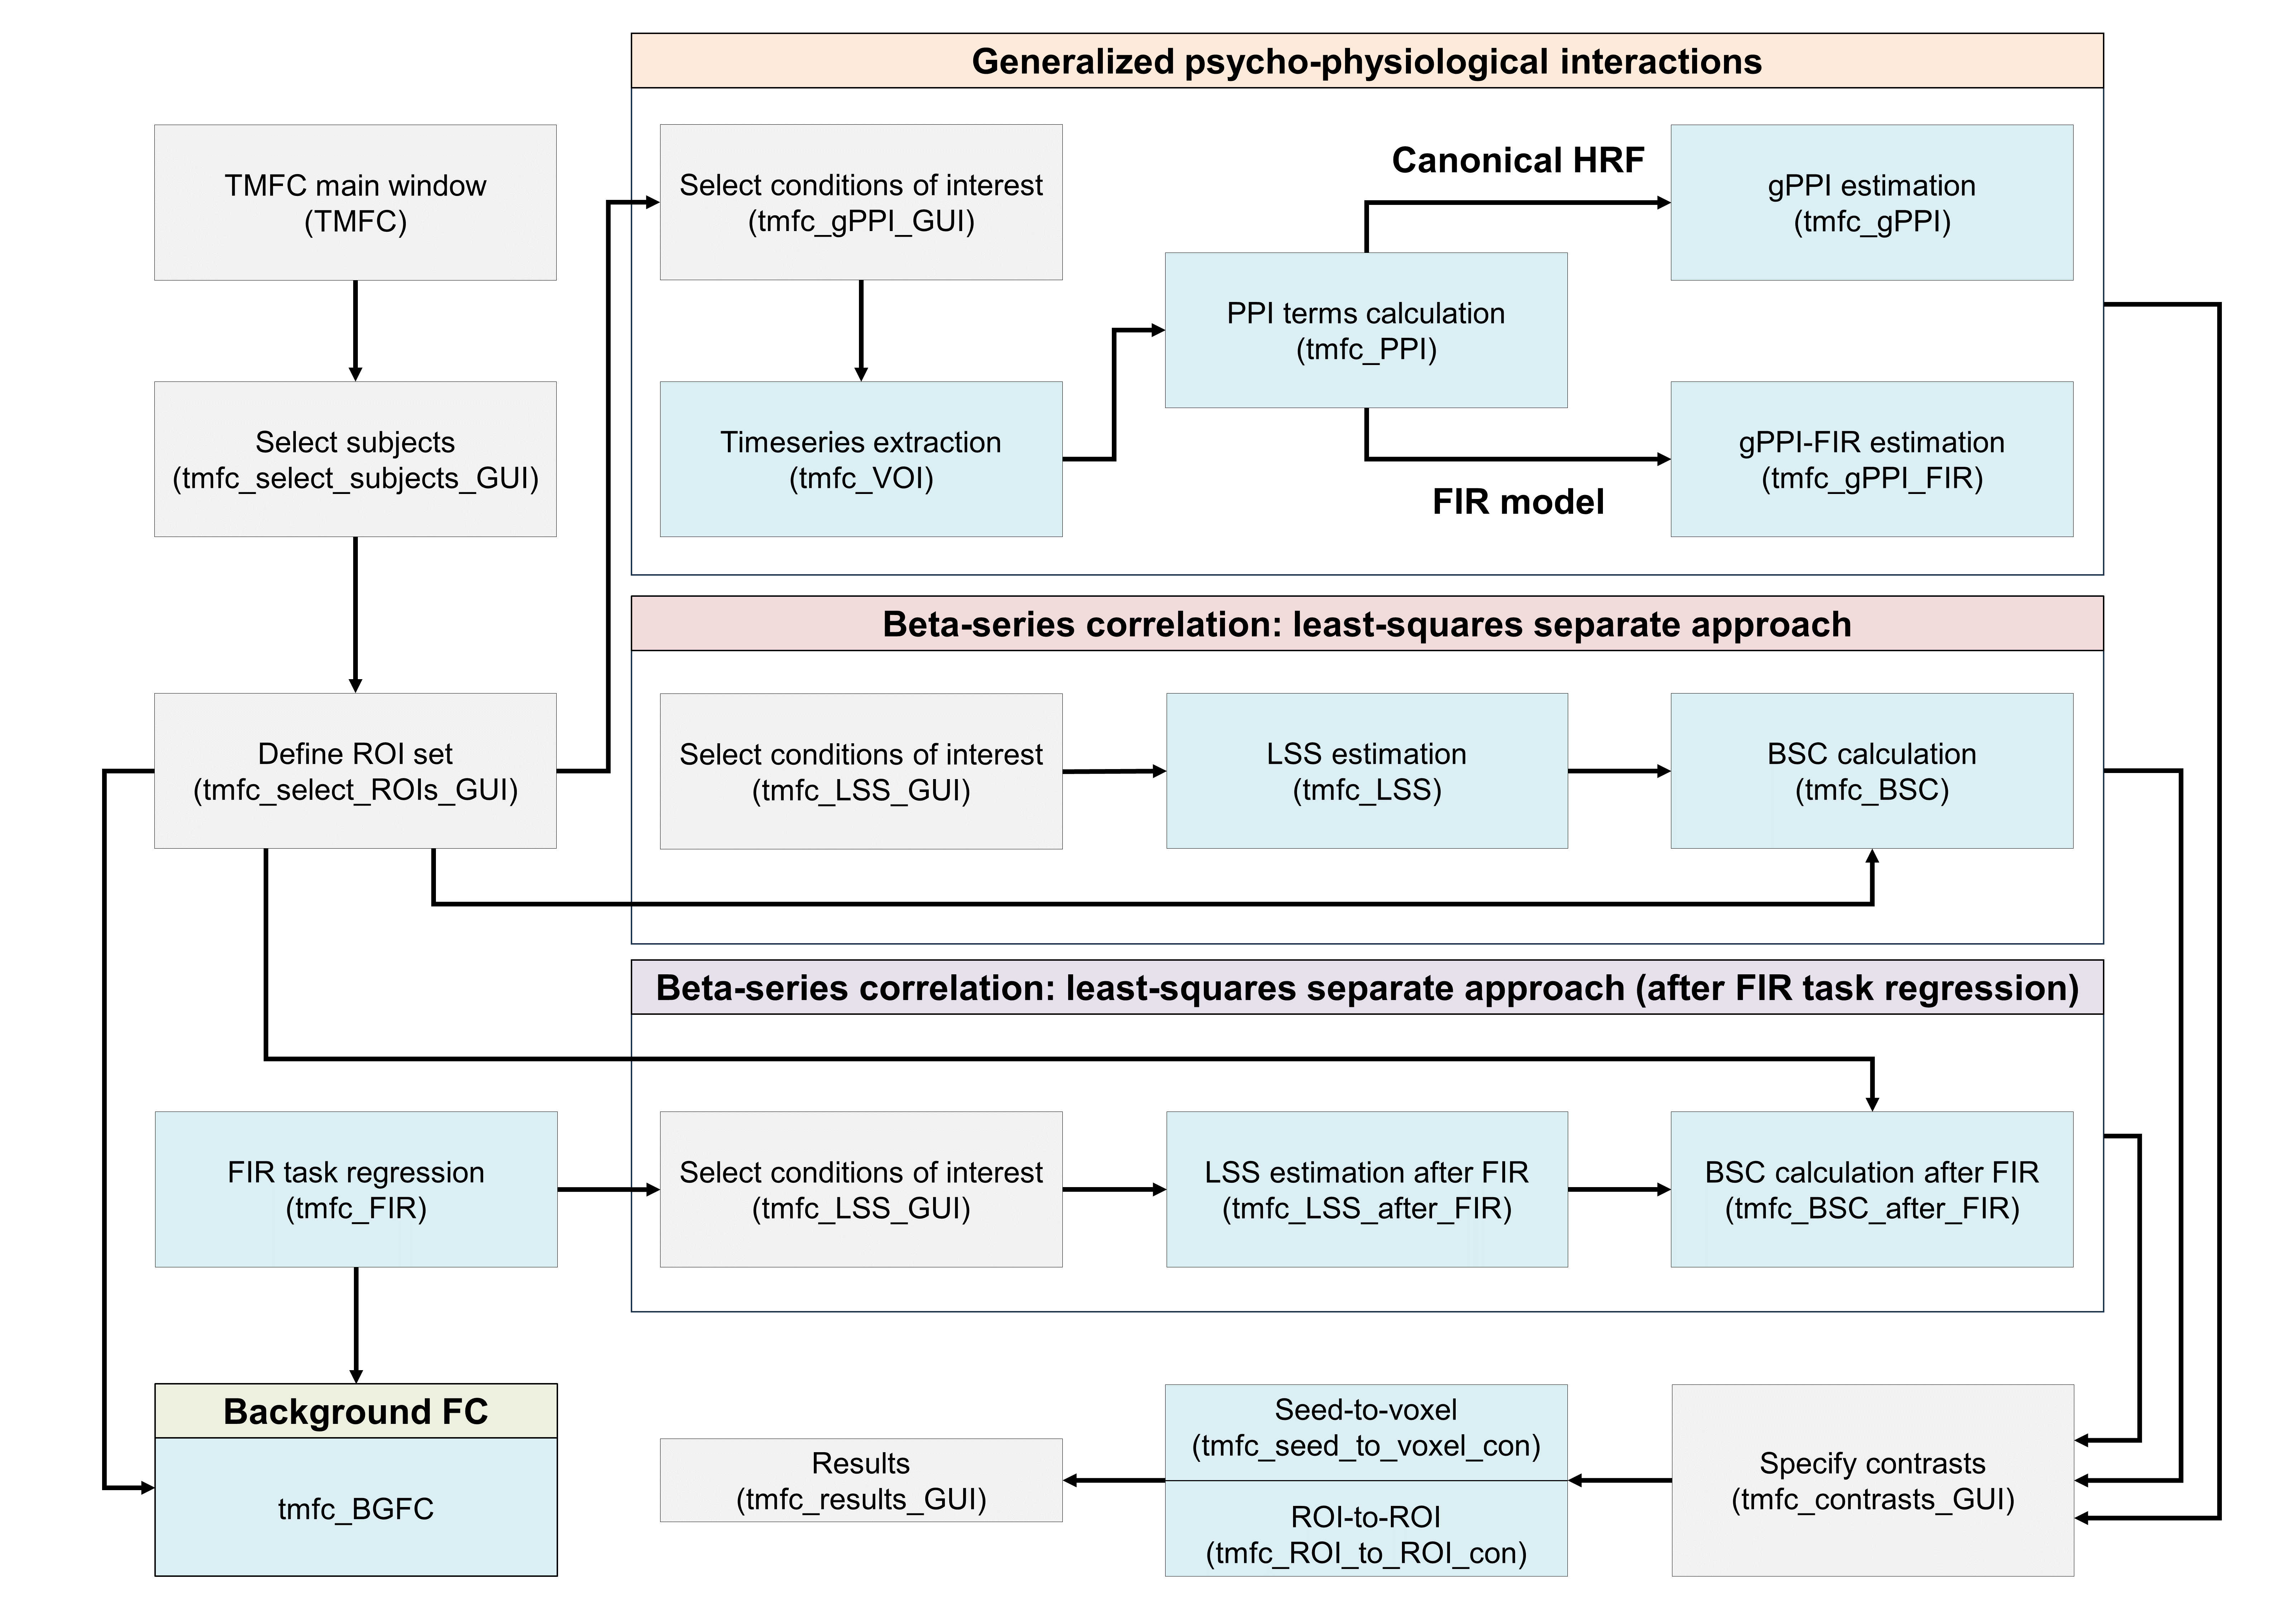 Generalized psycho-physiological interactions
TMFC main window
(TMFC)
Select subjects
(tmfc_select_subjects_GUI)
Define ROI set
(tmfc_select_ROIs_GUI)
Select conditions of interest
(tmfc_gPPI_GUI)
Timeseries extraction
(tmfc_VOI)
PPI terms calculation
(tmfc_PPI)
Canonical HRF
gPPI estimation
(tmfc_gPPI)
FIR model
gPPI-FIR estimation
(tmfc_gPPI_FIR)
Beta-series correlation: least-squares separate approach
Select conditions of interest
(tmfc_LSS_GUI)
LSS estimation
(tmfc_LSS)
BSC calculation
(tmfc_BSC)
Beta-series correlation: least-squares separate approach (after FIR task regression)
FIR task regression
(tmfc_FIR)
Select conditions of interest
(tmfc_LSS_GUI)
LSS estimation after FIR
(tmfc_LSS_after_FIR)
BSC calculation after FIR
(tmfc_BSC_after_FIR)
Background FC
tmfc_BGFC
Results
(tmfc_results_GUI)
Seed-to-voxel
(tmfc_seed_to_voxel_con)
ROI-to-ROI
(tmfc_ROI_to_ROI_con)
Specify contrasts
(tmfc_contrasts_GUI)